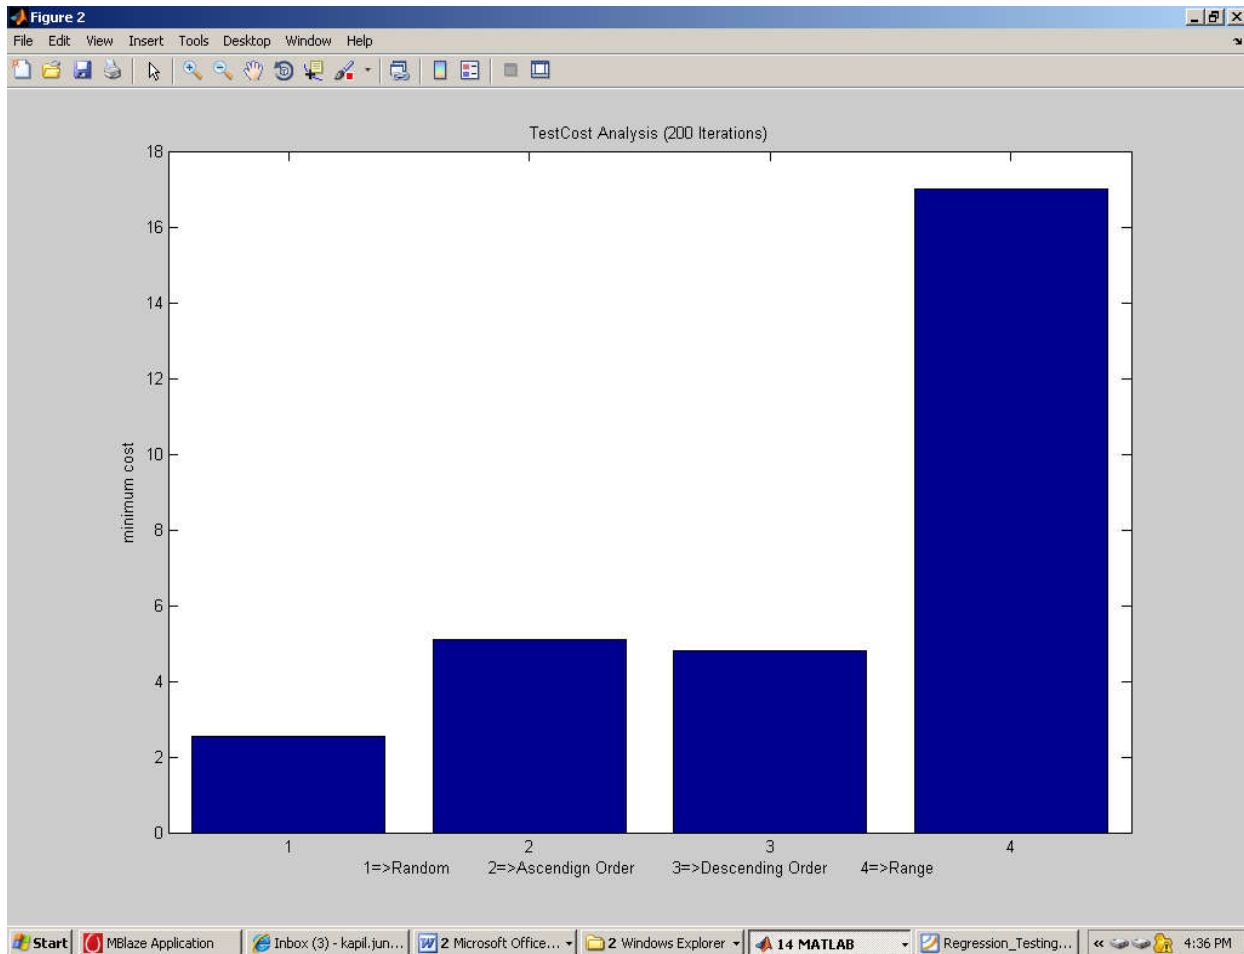 Figure 2
File Edit View Insert Tools Desktop Window Help
TestCost Analysis (200 Iterations)
18
16
14
12
10
8
6
4
2
0
minimum cost
1 2 3 4
1=>Random 2=>Ascendign Order 3=>Descending Order 4=>Range
Start MBlaze Application Inbox (3) - kapil.jun... 2 Microsoft Office... 2 Windows Explorer 14 MATLAB Regression_Testing... « 4:36 PM